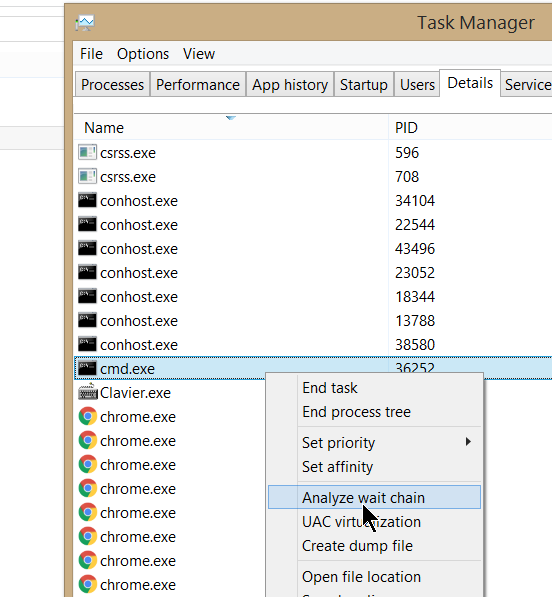 Task Manager
File Options View
Processes Performance App history Startup Users Details Service
Name PID
csrss.exe 596
csrss.exe 708
conhost.exe 34104
conhost.exe 22544
conhost.exe 43496
conhost.exe 23052
conhost.exe 18344
conhost.exe 13788
conhost.exe 38580
cmd.exe 36252
Clavier.exe
chrome.exe
chrome.exe
chrome.exe
chrome.exe
chrome.exe
chrome.exe
chrome.exe
chrome.exe
End task
End process tree
Set priority
Set affinity
Analyze wait chain
UAC virtualization
Create dump file
Open file location